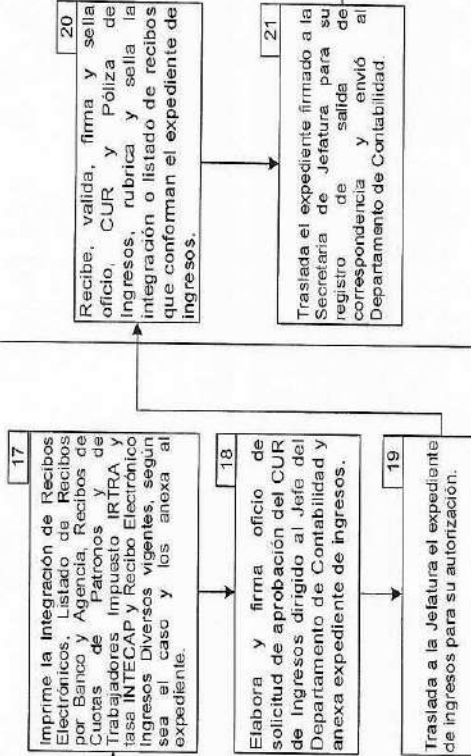 17
Imprime la Integración de Recibos
Electrónicos, Listado de Recibos
por Banco y Agencia, Recibos de
Cuotas de Patronos y de
Trabajadores Impuesto IRTRA y
tasa INTECAP y Recibo Electrónico
Ingresos Diversos vigentes, según
sea el caso y los anexa al
expediente.
18
Elabora y firma oficio de
solicitud de aprobación del CUR
de Ingresos dirigido al Jefe del
Departamento de Contabilidad y
anexa expediente de ingresos.
19
Traslada a la Jefatura el expediente
de ingresos para su autorización.
20
Recibe, valida, firma y sella
oficio, CUR y Póliza de
Ingresos, rubrica y sella la
integración o listado de recibos
que conforman el expediente de
ingresos.
21
Traslada el expediente firmado a la
Secretaria de Jefatura para su
registro de salida de
correspondencia y envió al
Departamento de Contabilidad.